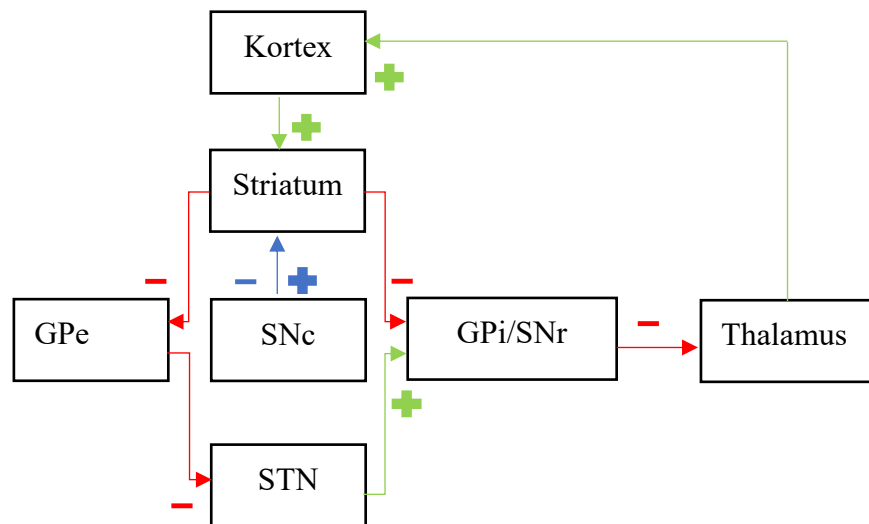 Kortex
Striatum
GPe
SNc
GPi/SNr
Thalamus
STN